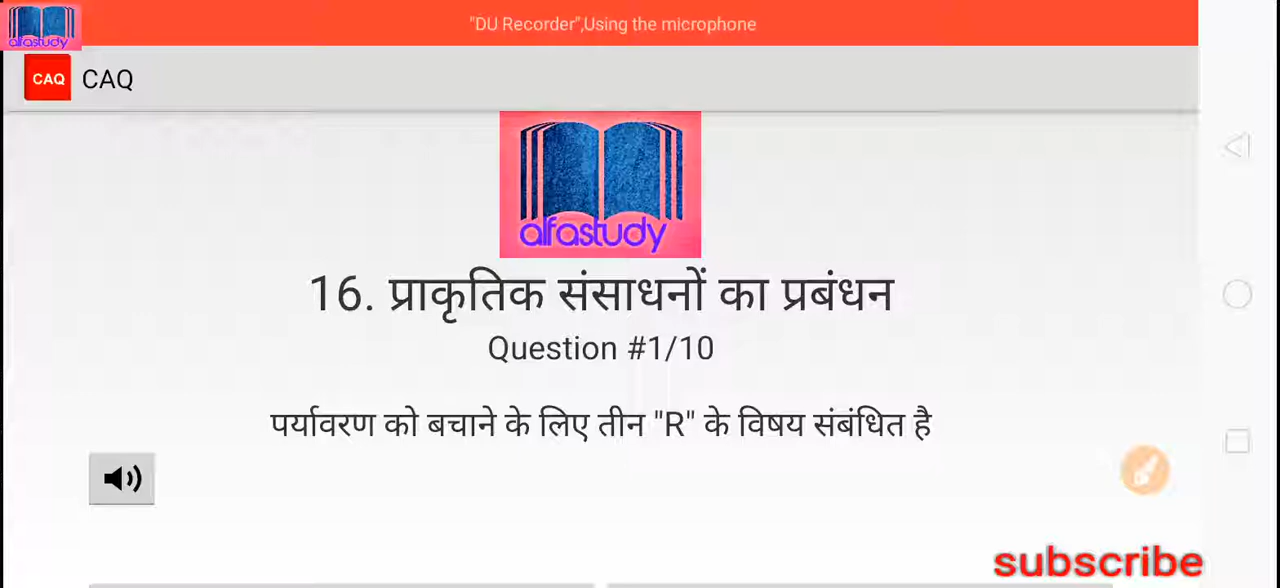 "DU Recorder",Using the microphone
alfastudy
CAQ CAQ
alfastudy
16. प्राकृतिक संसाधनों का प्रबंधन
Question #1/10
पर्यावरण को बचाने के लिए तीन "R" के विषय संबंधित है
subscribe